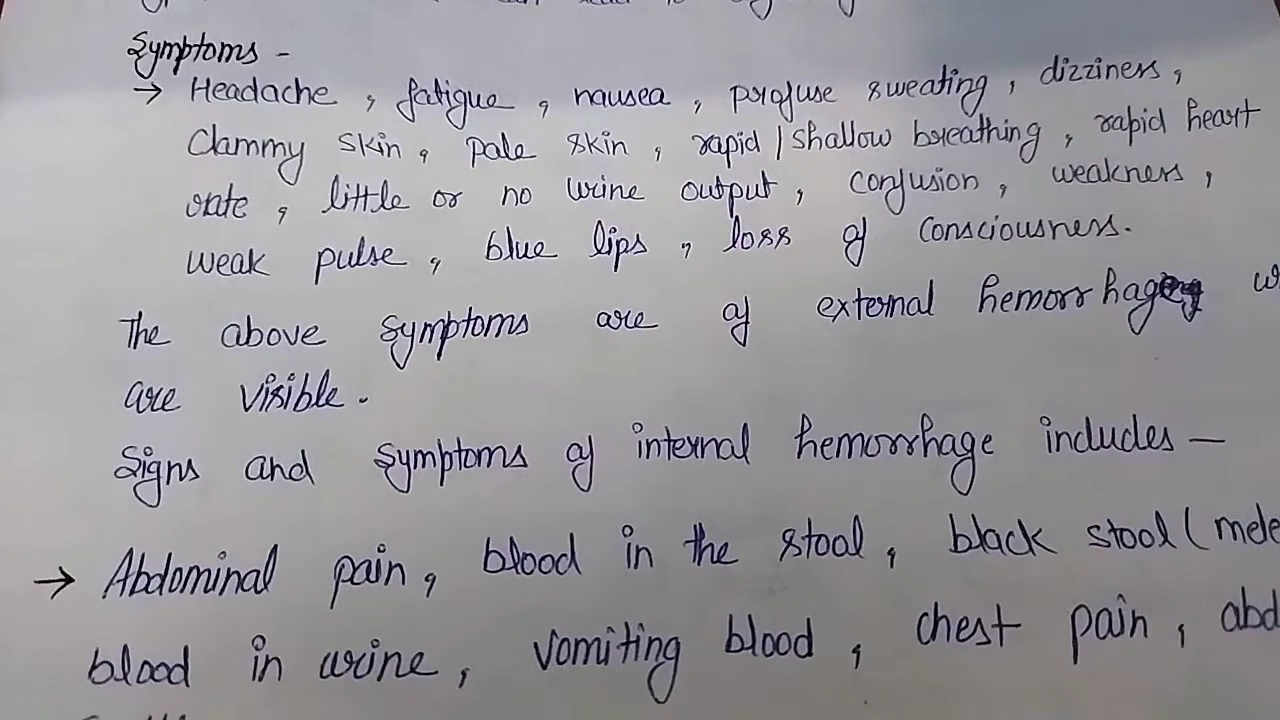 Symptoms -
→ Headache, fatigue, nausea, profuse sweating, dizziness,
Clammy skin, pale skin, rapid/shallow breathing, rapid heart
rate, little or no urine output, confusion, weakness,
weak pulse, blue lips, loss of consciousness.
The above symptoms are of external hemorrhage
are visible.
Signs and symptoms of internal hemorrhage includes —
→ Abdominal pain, blood in the stool, black stool (mele
blood in urine, vomiting blood, chest pain, abd